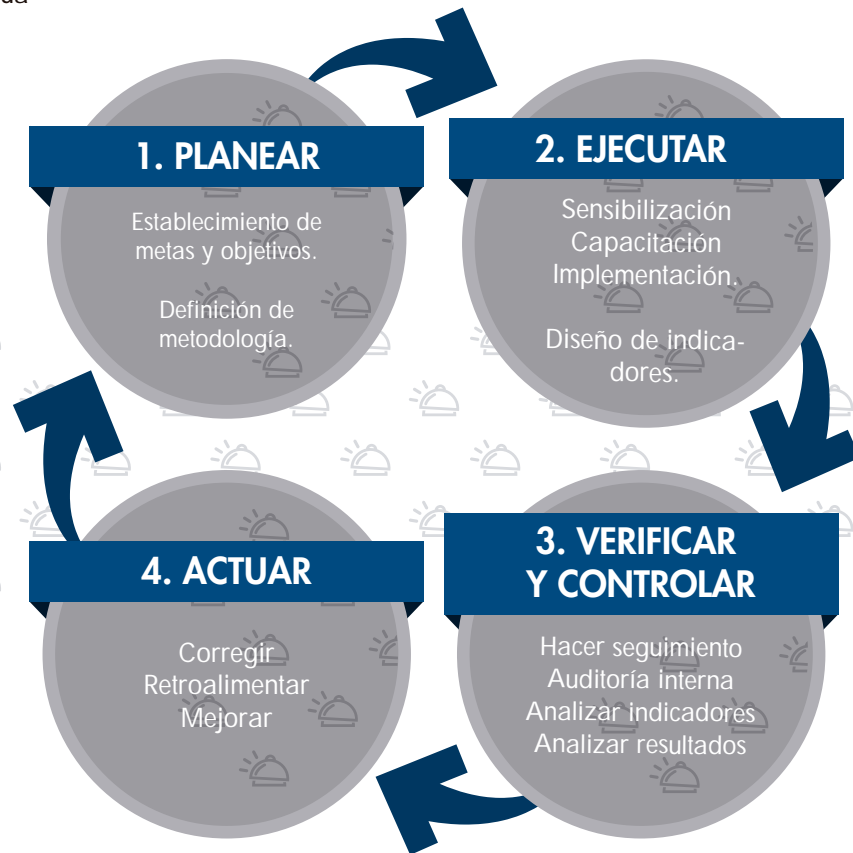 1. PLANEAR
Establecimiento de
metas y objetivos.
Definición de
metodología.
2. EJECUTAR
Sensibilización
Capacitación
Implementación.
Diseño de indica-
dores.
3. VERIFICAR
Y CONTROLAR
Hacer seguimiento
Auditoría interna
Analizar indicadores
Analizar resultados
4. ACTUAR
Corregir
Retroalimentar
Mejorar